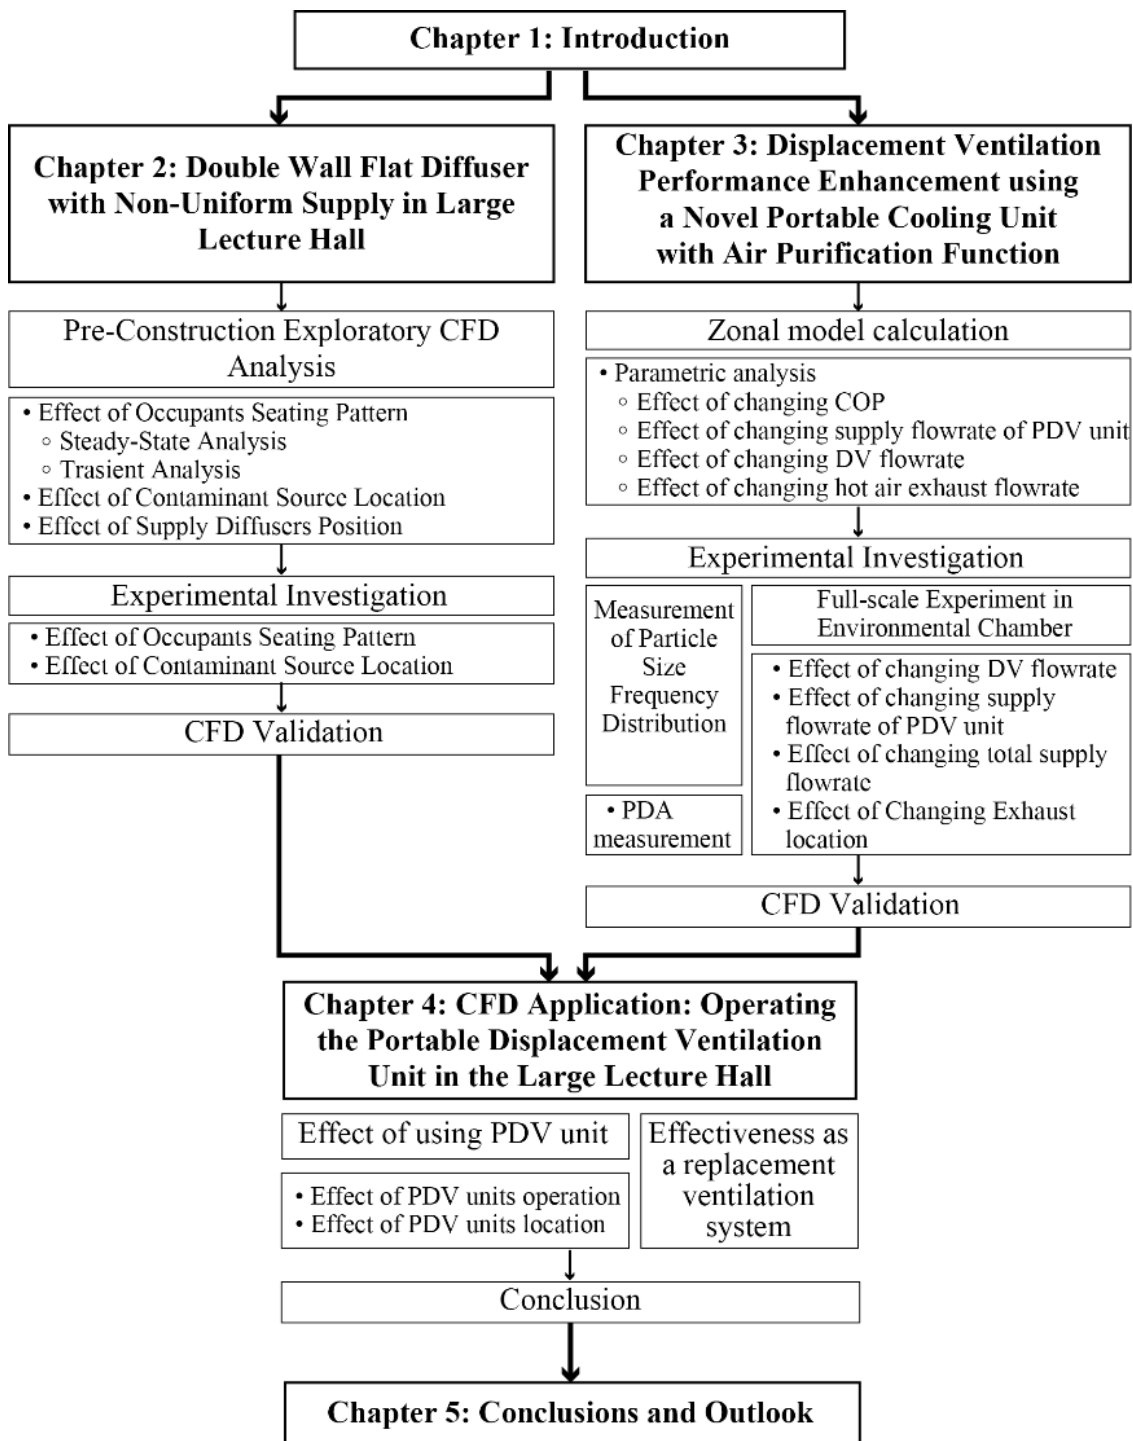 Chapter 1: Introduction
Chapter 2: Double Wall Flat Diffuser
with Non-Uniform Supply in Large
Lecture Hall
Pre-Construction Exploratory CFD
Analysis
• Effect of Occupants Seating Pattern
◦ Steady-State Analysis
◦ Trasient Analysis
• Effect of Contaminant Source Location
• Effect of Supply Diffusers Position
Experimental Investigation
• Effect of Occupants Seating Pattern
• Effect of Contaminant Source Location
CFD Validation
Chapter 3: Displacement Ventilation
Performance Enhancement using
a Novel Portable Cooling Unit
with Air Purification Function
Zonal model calculation
• Parametric analysis
◦ Effect of changing COP
◦ Effect of changing supply flowrate of PDV unit
◦ Effect of changing DV flowrate
◦ Effect of changing hot air exhaust flowrate
Experimental Investigation
Measurement
of Particle
Size
Frequency
Distribution
• PDA
measurement
Full-scale Experiment in
Environmental Chamber
• Effect of changing DV flowrate
• Effect of changing supply
flowrate of PDV unit
• Effect of changing total supply
flowrate
• Effect of Changing Exhaust
location
CFD Validation
Chapter 4: CFD Application: Operating
the Portable Displacement Ventilation
Unit in the Large Lecture Hall
Effect of using PDV unit
• Effect of PDV units operation
• Effect of PDV units location
Effectiveness as
a replacement
ventilation
system
Conclusion
Chapter 5: Conclusions and Outlook